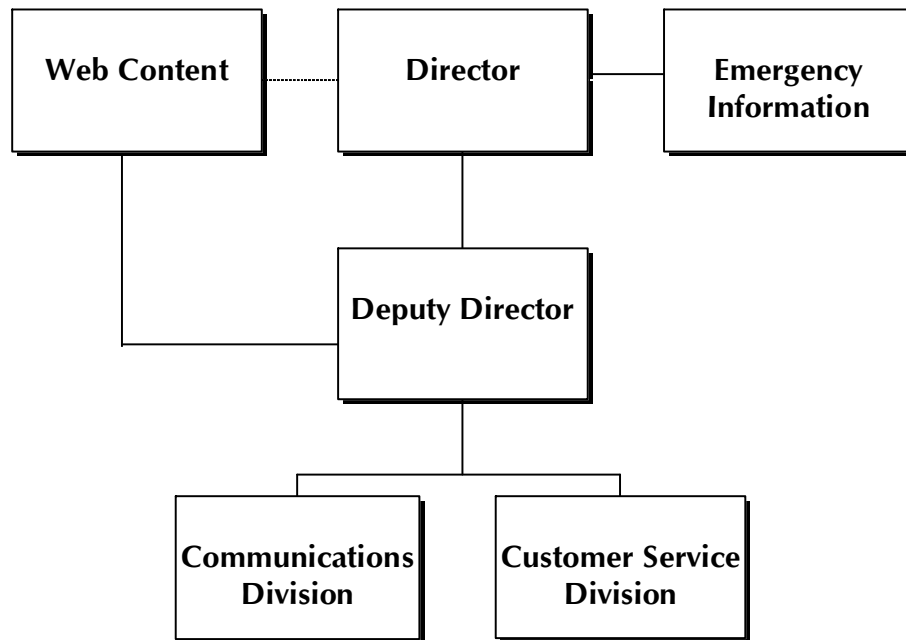 Web Content
Director
Emergency
Information
Deputy Director
Communications
Division
Customer Service
Division